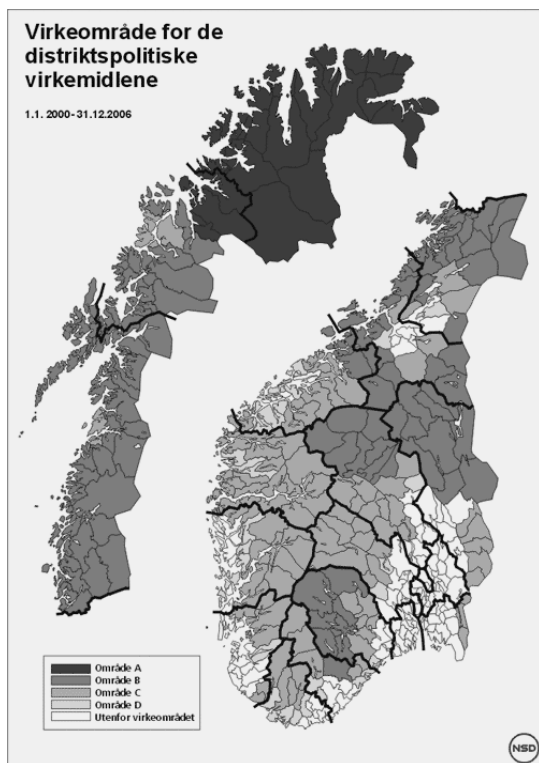 Virkeområde for de
distriktspolitiske
virkemidlene
1.1. 2000-31.12.2006
Område A
Område B
Område C
Område D
Utenfor virkeområdet
NSD